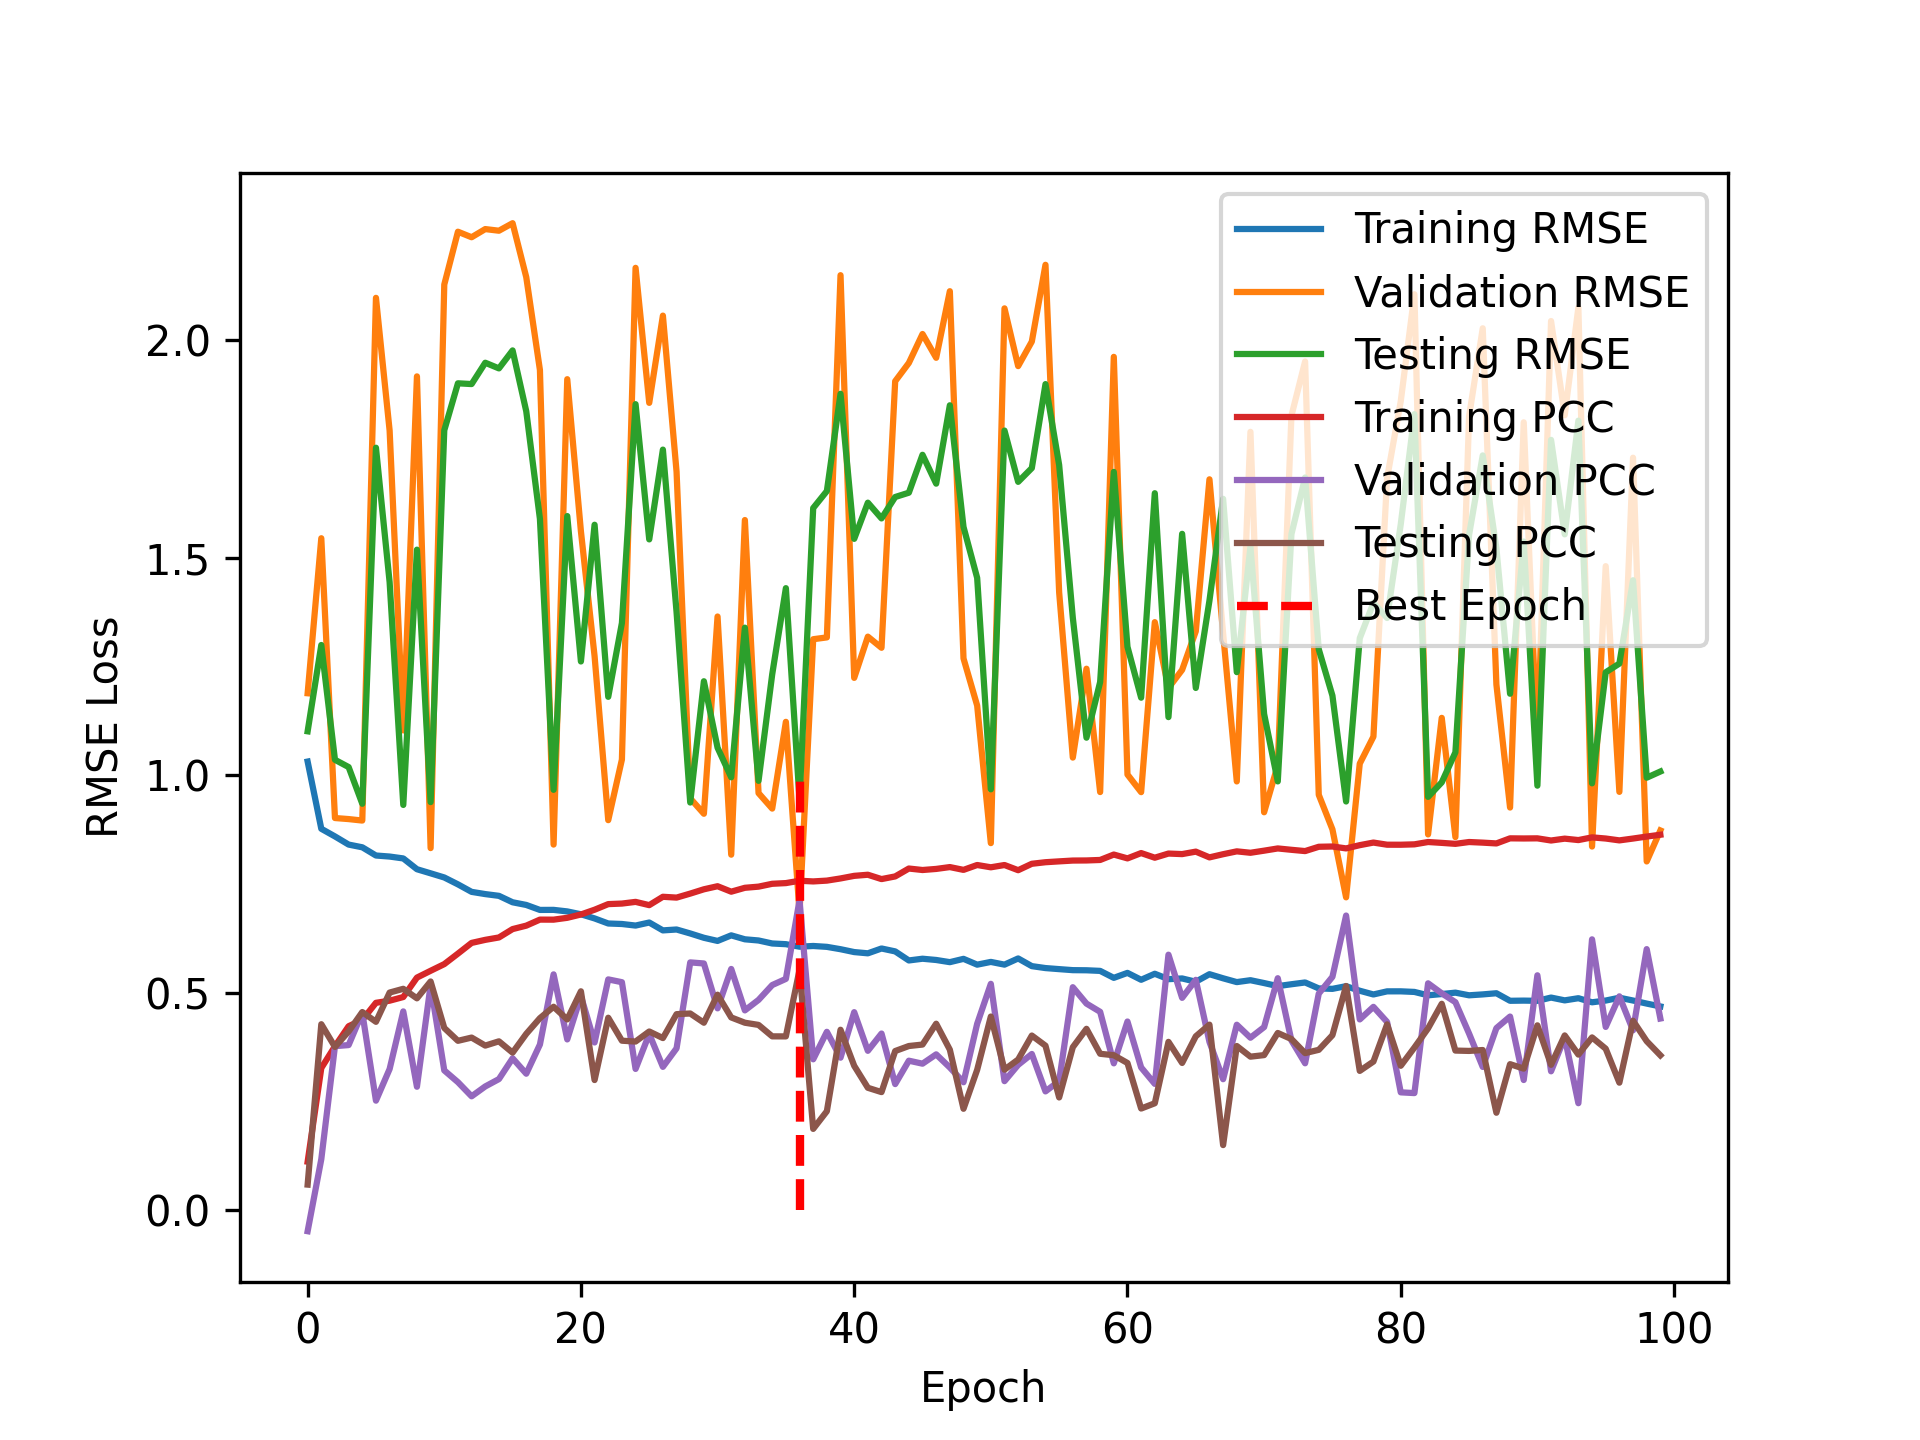 Training RMSE
Validation RMSE
Testing RMSE
Training PCC
Validation PCC
Testing PCC
Best Epoch
RMSE Loss
2.0
1.5
1.0
0.5
0.0
0 20 40 60 80 100
Epoch